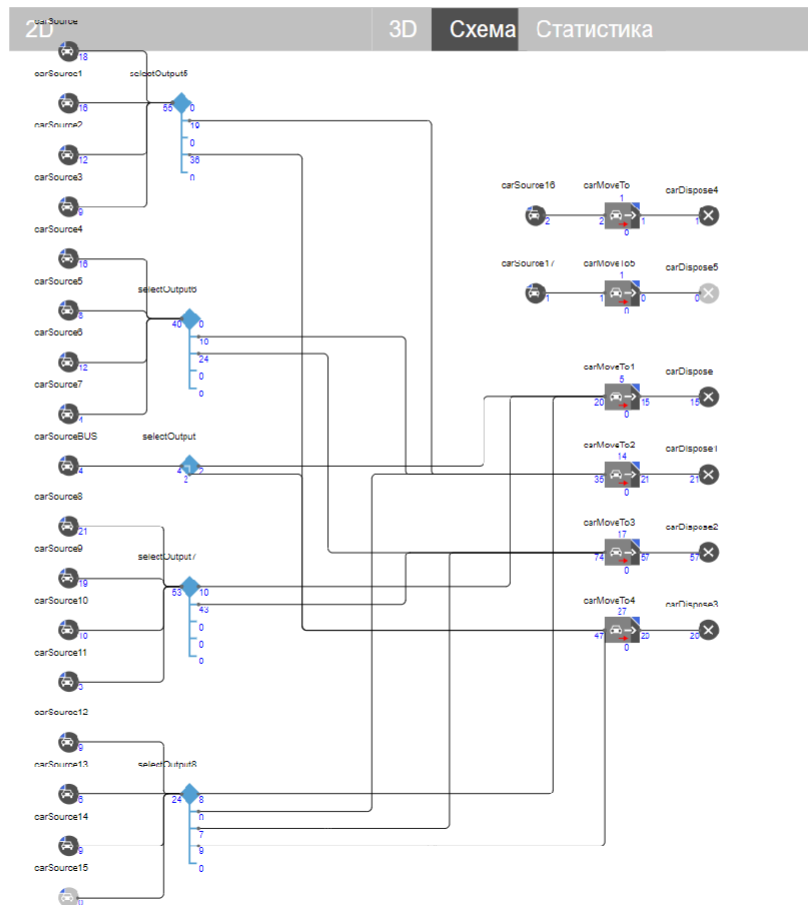 2D
3D
Схема
Статистика
carSource
18
carSource1
16
carSource2
12
carSource3
9
selectOutput5
55
0
19
0
36
0
carSource4
16
carSource5
8
carSource6
12
carSource7
4
selectOutput6
40
0
10
24
0
0
carSourceBUS
4
selectOutput
4
2
2
carSource8
21
carSource9
19
carSource10
10
carSource11
3
selectOutput7
53
10
43
0
0
0
carSource12
9
carSource13
6
carSource14
9
carSource15
0
selectOutput8
24
8
0
7
9
0
carSource16
2
carMoveTo
1
2
1
0
carDispose4
1
carSource17
1
carMoveTo5
1
1
0
0
carDispose5
0
carMoveTo1
5
20
15
0
carDispose
15
carMoveTo2
14
35
21
0
carDispose1
21
carMoveTo3
17
74
57
0
carDispose2
57
carMoveTo4
27
47
20
0
carDispose3
20